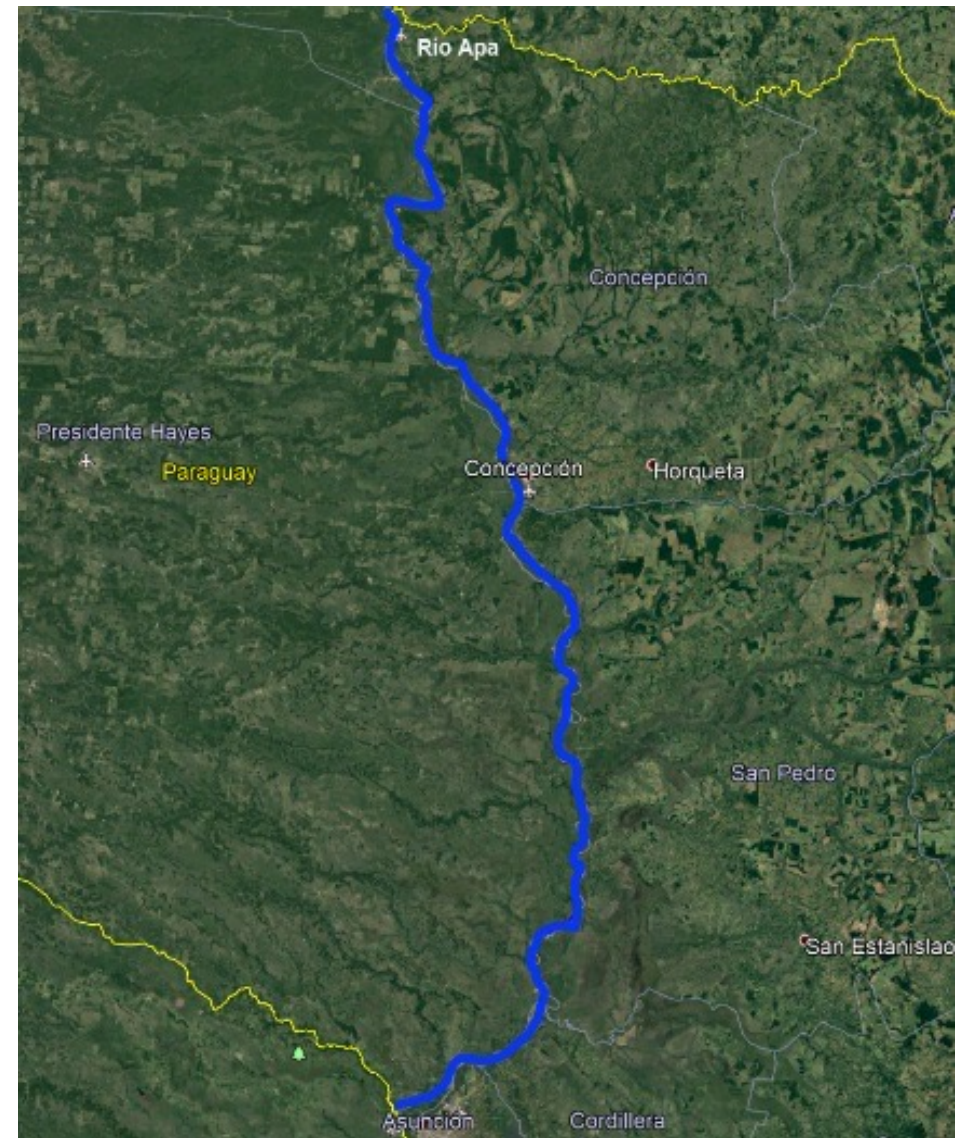 Rio Apa
Concepción
Presidente Hayes
Paraguay
Concepción
Horqueta
San Pedro
San Estanislao
Asunción
Cordillera